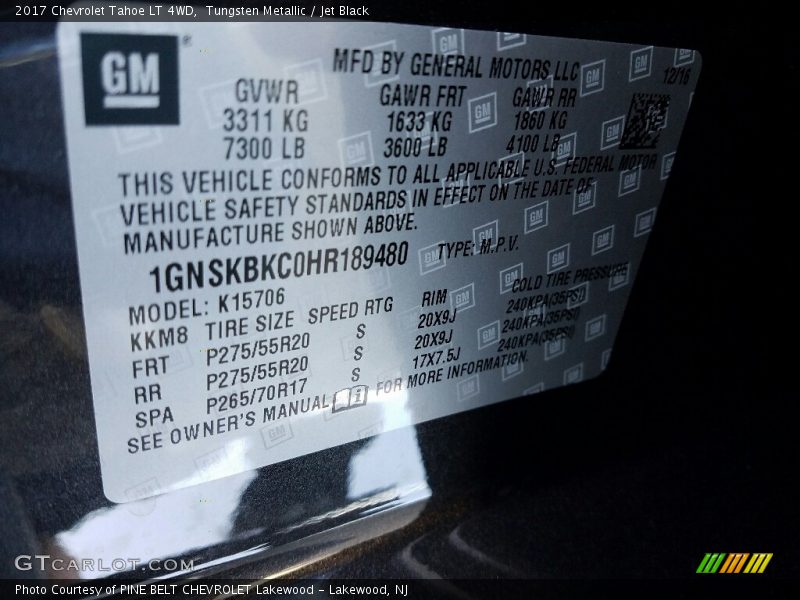 2017 Chevrolet Tahoe LT 4WD, Tungsten Metallic / Jet Black
GM ®
MFD BY GENERAL MOTORS LLC
12/16
GVWR GAWR FRT GAWR RR
3311 KG 1633 KG 1860 KG
7300 LB 3600 LB 4100 LB
THIS VEHICLE CONFORMS TO ALL APPLICABLE U.S. FEDERAL MOTOR
VEHICLE SAFETY STANDARDS IN EFFECT ON THE DATE OF
MANUFACTURE SHOWN ABOVE.
1GNSKBKC0HR189480 TYPE: M.P.V.
MODEL: K15706
KKM8 TIRE SIZE SPEED RTG RIM COLD TIRE PRESSURE
FRT P275/55R20 S 20X9J 240KPA(35PSI)
RR P275/55R20 S 20X9J 240KPA(35PSI)
SPA P265/70R17 S 17X7.5J 240KPA(35PSI)
SEE OWNER'S MANUAL i FOR MORE INFORMATION.
GTCARLOT.COM
Photo Courtesy of PINE BELT CHEVROLET Lakewood - Lakewood, NJ